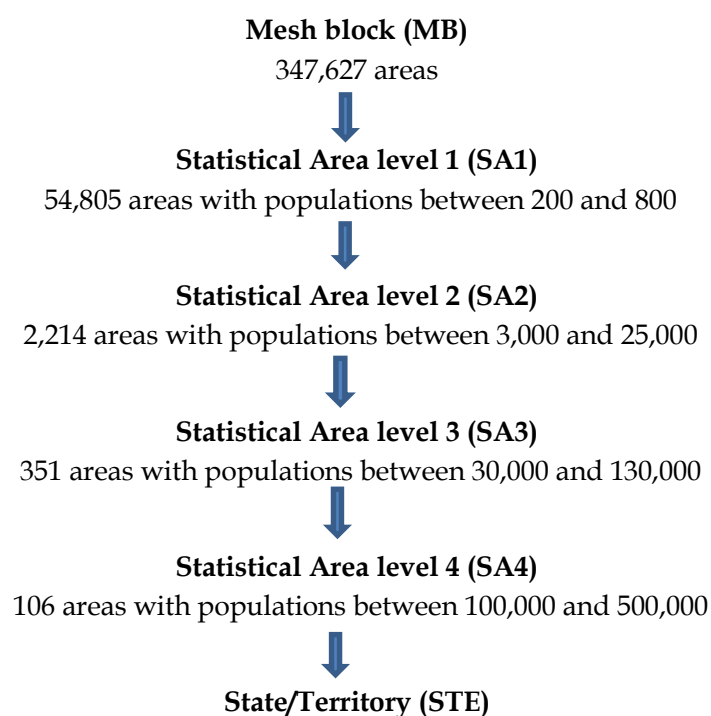 Mesh block (MB)
347,627 areas
Statistical Area level 1 (SA1)
54,805 areas with populations between 200 and 800
Statistical Area level 2 (SA2)
2,214 areas with populations between 3,000 and 25,000
Statistical Area level 3 (SA3)
351 areas with populations between 30,000 and 130,000
Statistical Area level 4 (SA4)
106 areas with populations between 100,000 and 500,000
State/Territory (STE)